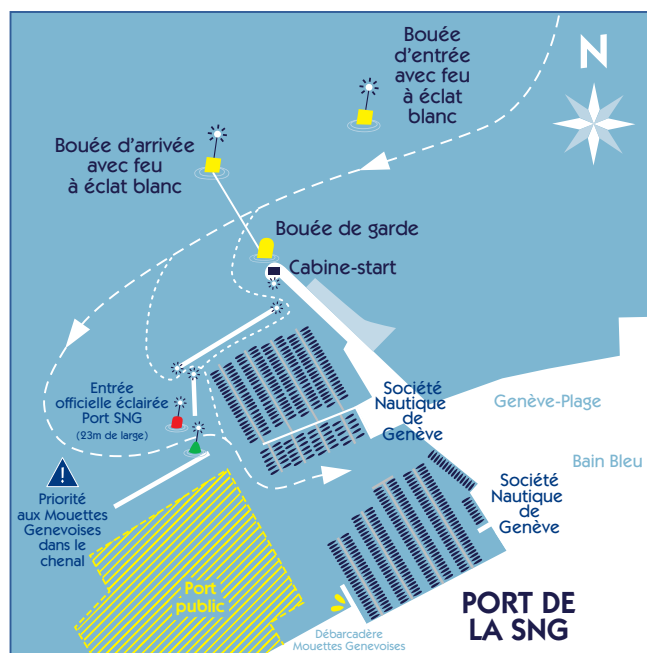 Bouée
d'entrée
avec feu
à éclat
blanc
N
Bouée d'arrivée
avec feu
à éclat blanc
Bouée de garde
Cabine-start
Entrée
officielle éclairée
Port SNG
(23m de large)
Société
Nautique
de
Genève
Genève-Plage
Bain Bleu
!
Priorité
aux Mouettes
Genevoises
dans le
chenal
Société
Nautique
de
Genève
Port
public
PORT DE
LA SNG
Débarcadère
Mouettes Genevoises